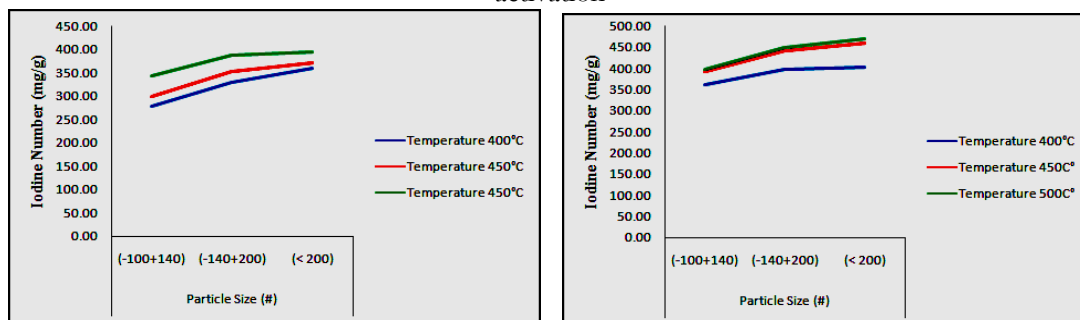 activation
450.00
400.00
350.00
300.00
250.00
200.00
150.00
100.00
50.00
0.00
Iodine Number (mg/g)
(-100+140) (-140+200) (< 200)
Particle Size (#)
Temperature 400°C
Temperature 450°C
Temperature 450°C
500.00
450.00
400.00
350.00
300.00
250.00
200.00
150.00
100.00
50.00
0.00
Iodine Number (mg/g)
(-100+140) (-140+200) (< 200)
Particle Size (#)
Temperature 400°C
Temperature 450C°
Temperature 500C°